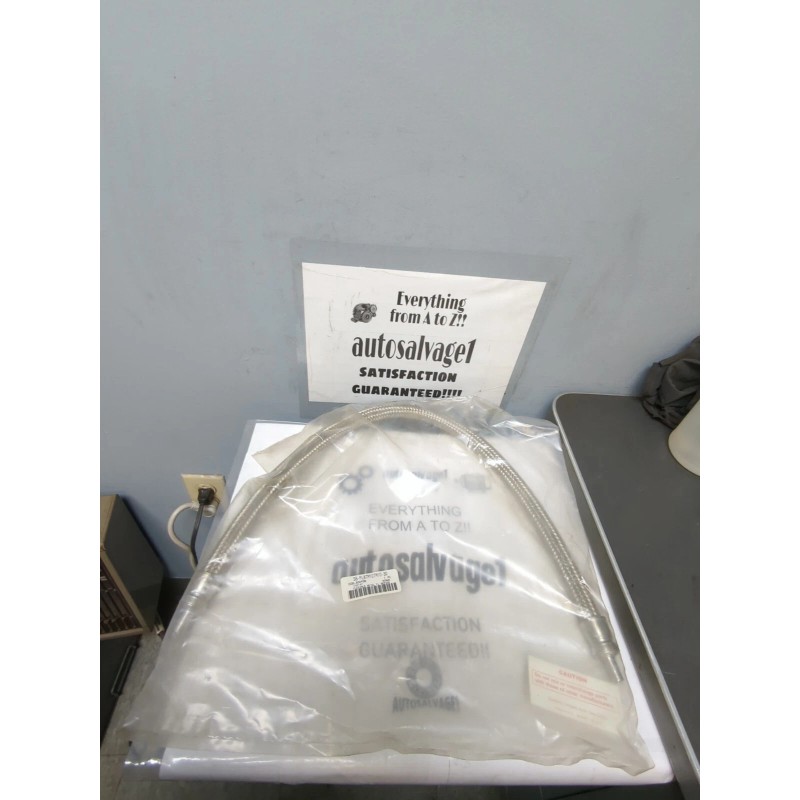 Everything
from A to Z!!
autosalvage1
SATISFACTION
GUARANTEED!!!!
EVERYTHING
FROM A TO Z!!
autosalvage1
SATISFACTION
GUARANTEED!!
AUTOSALVAGE1
CAUTION